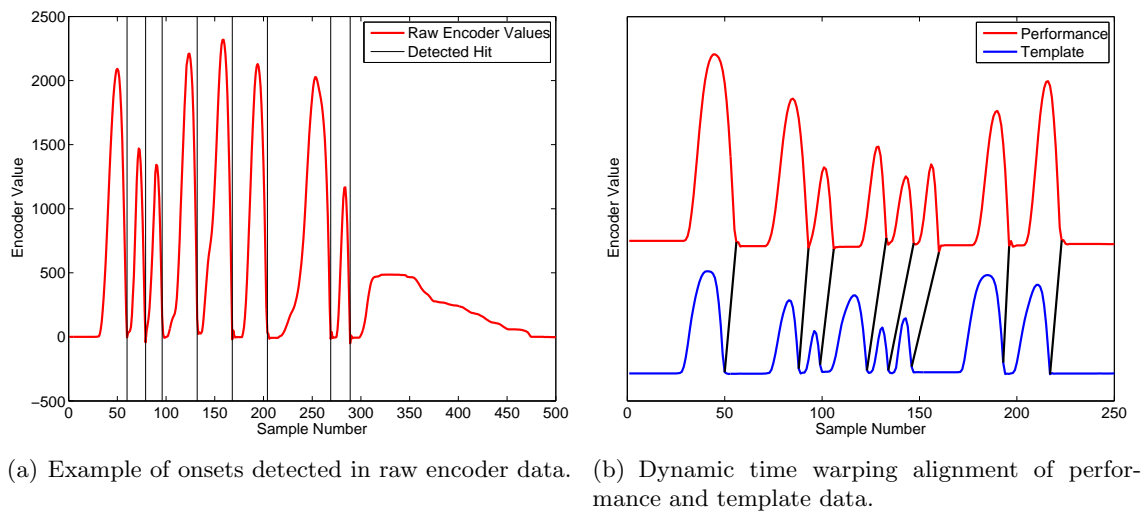 2500
2000
1500
1000
500
0
−500
Encoder Value
0 50 100 150 200 250 300 350 400 450 500
Sample Number
Raw Encoder Values
Detected Hit
(a) Example of onsets detected in raw encoder data.
Performance
Template
Encoder Value
0 50 100 150 200 250
Sample Number
(b) Dynamic time warping alignment of perfor-
mance and template data.